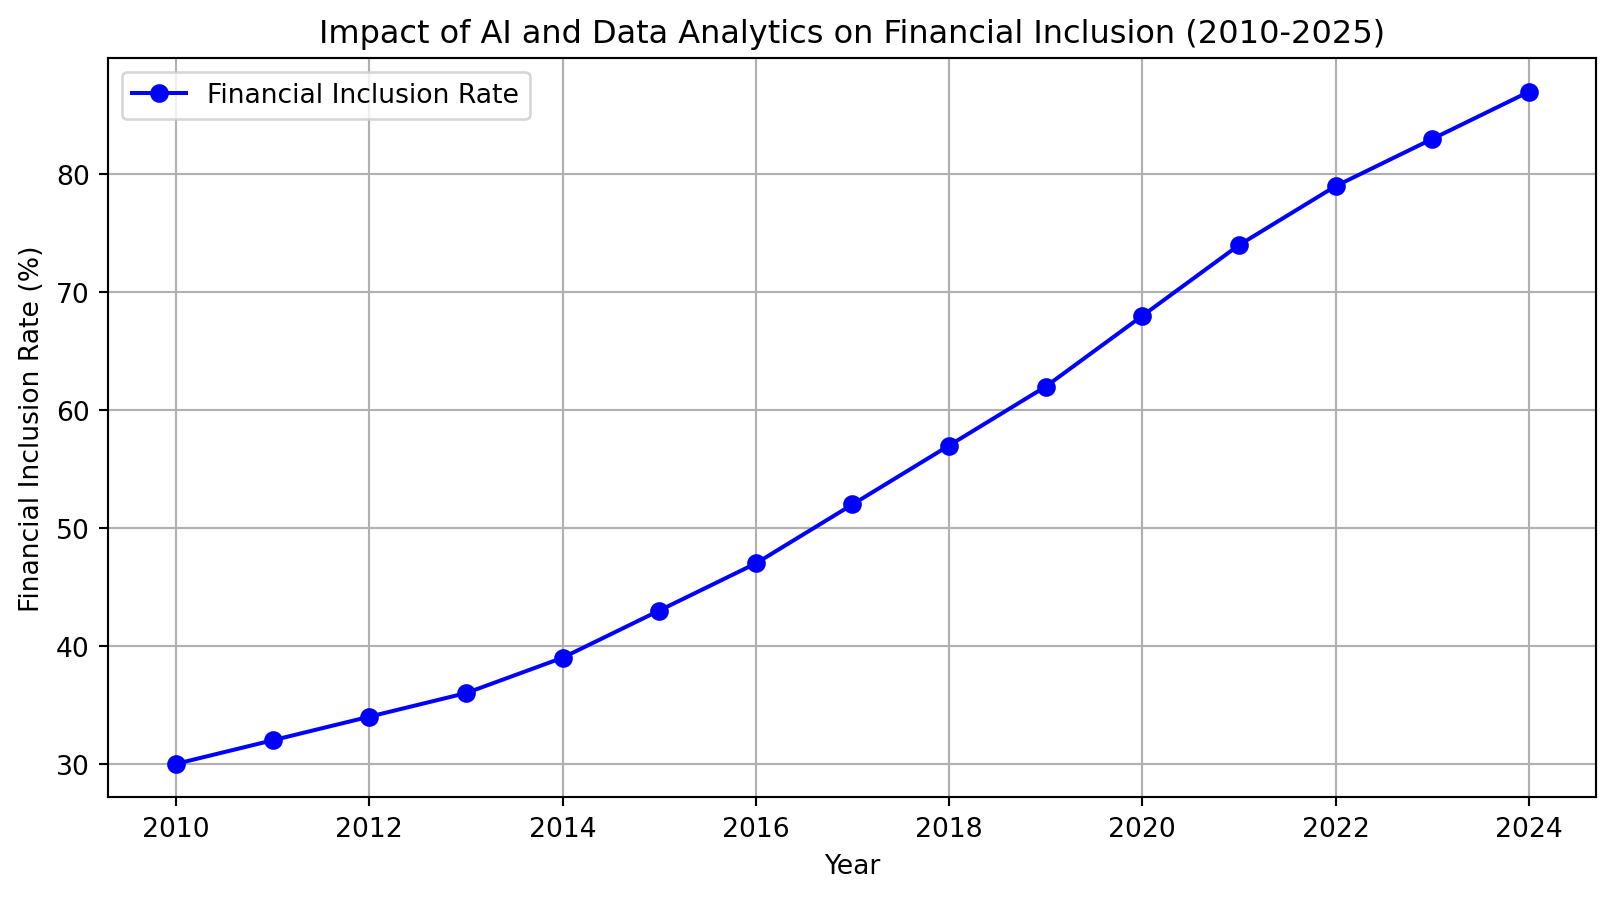 Impact of AI and Data Analytics on Financial Inclusion (2010-2025)
Financial Inclusion Rate
Financial Inclusion Rate (%)
80
70
60
50
40
30
2010 2012 2014 2016 2018 2020 2022 2024
Year